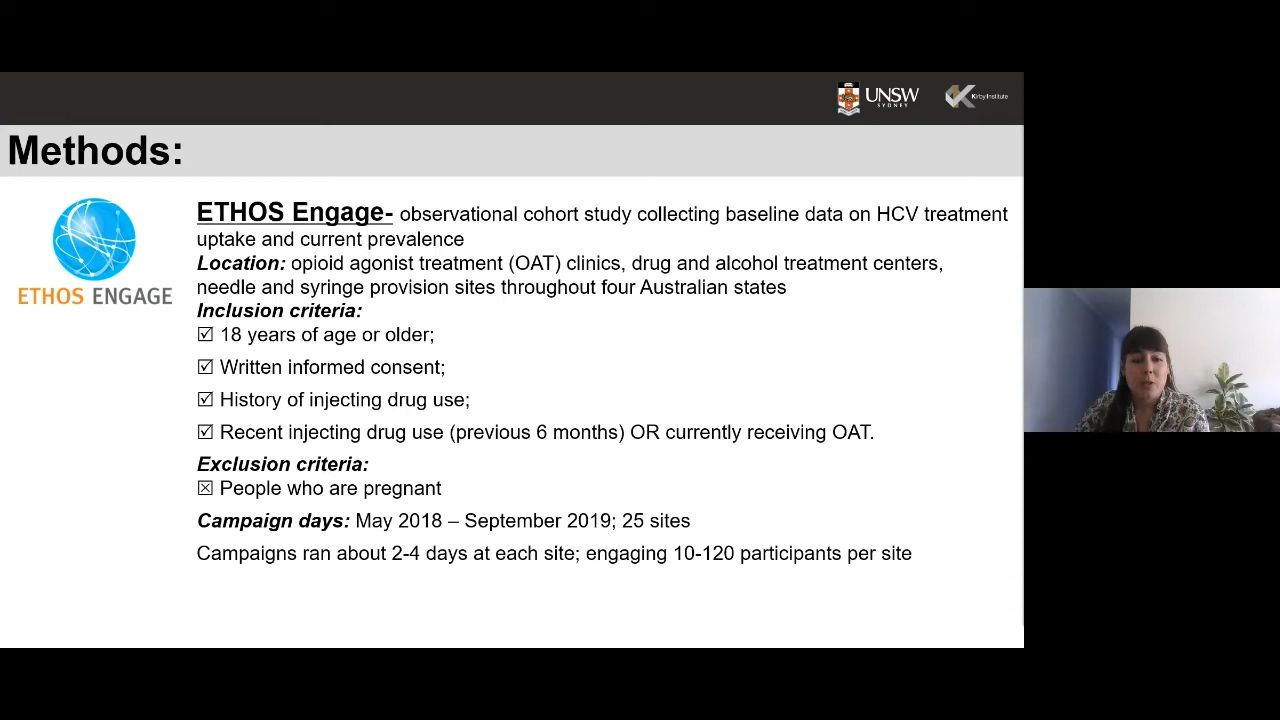 UNSW
SYDNEY
Kirby Institute
Methods:
ETHOS ENGAGE
ETHOS Engage- observational cohort study collecting baseline data on HCV treatment
uptake and current prevalence
Location: opioid agonist treatment (OAT) clinics, drug and alcohol treatment centers,
needle and syringe provision sites throughout four Australian states
Inclusion criteria:
☑ 18 years of age or older;
☑ Written informed consent;
☑ History of injecting drug use;
☑ Recent injecting drug use (previous 6 months) OR currently receiving OAT.
Exclusion criteria:
☒ People who are pregnant
Campaign days: May 2018 – September 2019; 25 sites
Campaigns ran about 2-4 days at each site; engaging 10-120 participants per site